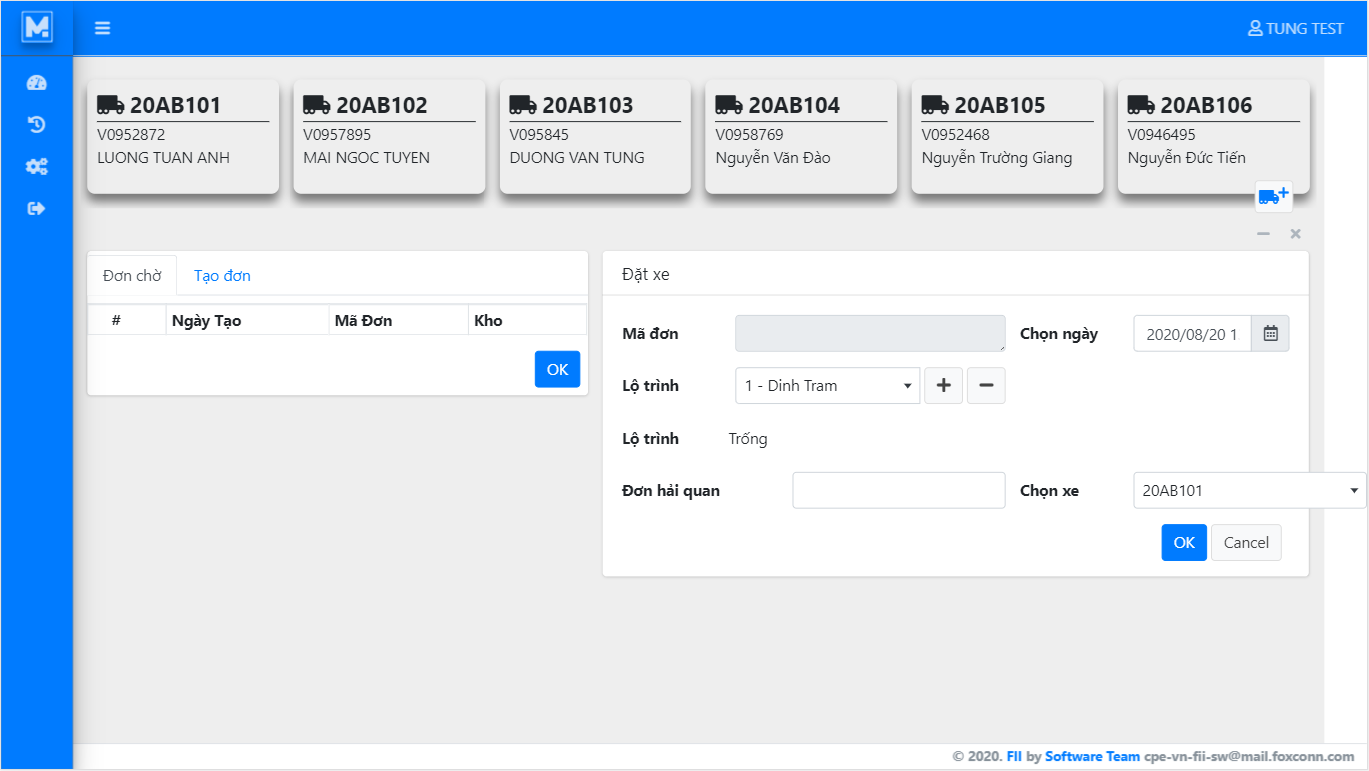 M.
TUNG TEST
20AB101
V0952872
LUONG TUAN ANH
20AB102
V0957895
MAI NGOC TUYEN
20AB103
V095845
DUONG VAN TUNG
20AB104
V0958769
Nguyễn Văn Đào
20AB105
V0952468
Nguyễn Trường Giang
20AB106
V0946495
Nguyễn Đức Tiến
Đơn chờ Tạo đơn
# Ngày Tạo Mã Đơn Kho
OK
Đặt xe
Mã đơn
Chọn ngày 2020/08/20 1
Lộ trình 1 - Dinh Tram
Lộ trình Trống
Đơn hải quan
Chọn xe 20AB101
OK Cancel
© 2020. FII by Software Team cpe-vn-fii-sw@mail.foxconn.com